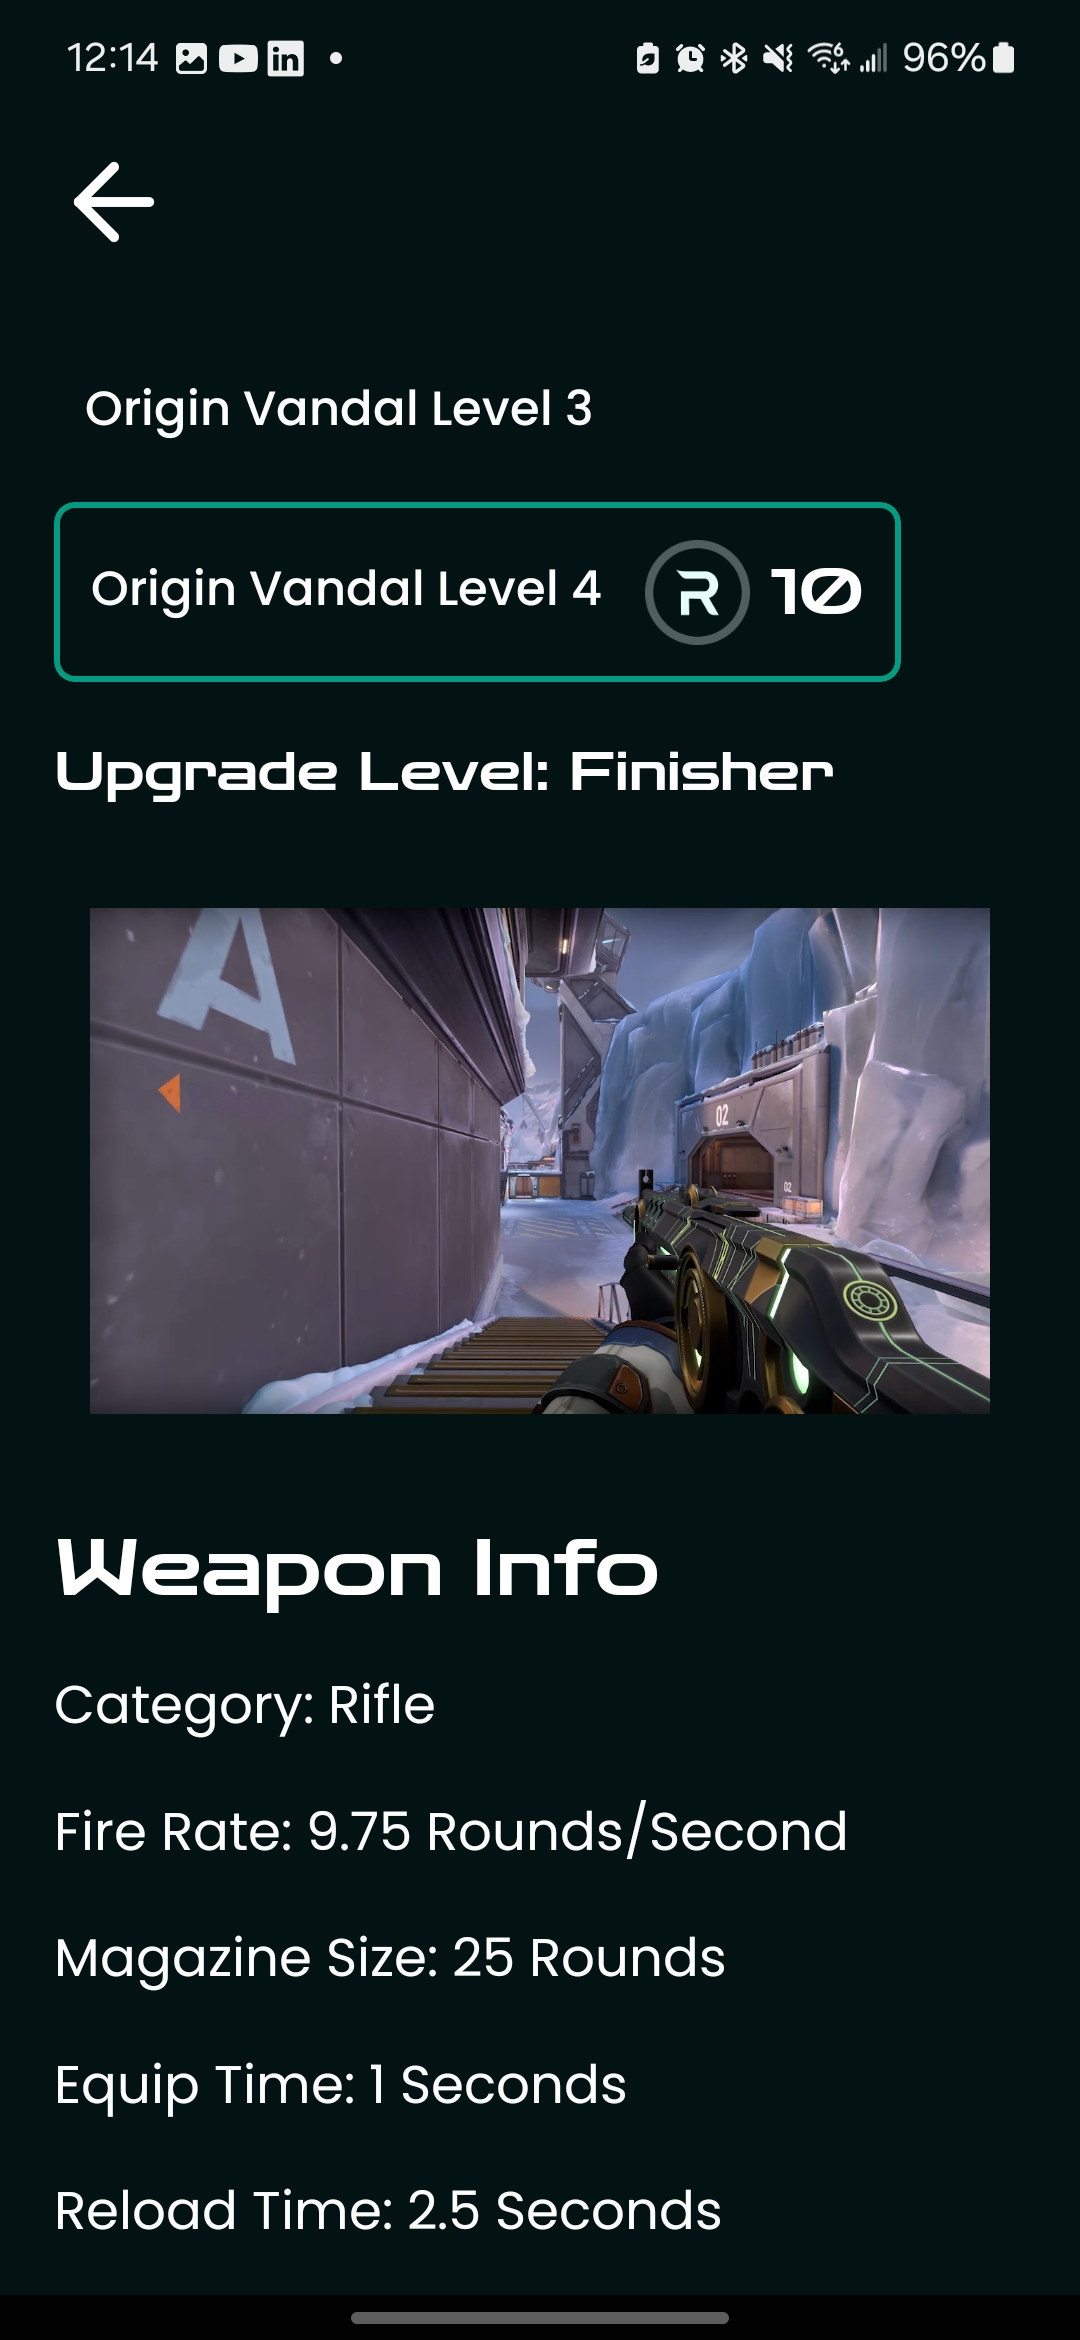 12:14 96%
Origin Vandal Level 3
Origin Vandal Level 4 R 10
Upgrade Level: Finisher
A
02
02
Weapon Info
Category: Rifle
Fire Rate: 9.75 Rounds/Second
Magazine Size: 25 Rounds
Equip Time: 1 Seconds
Reload Time: 2.5 Seconds